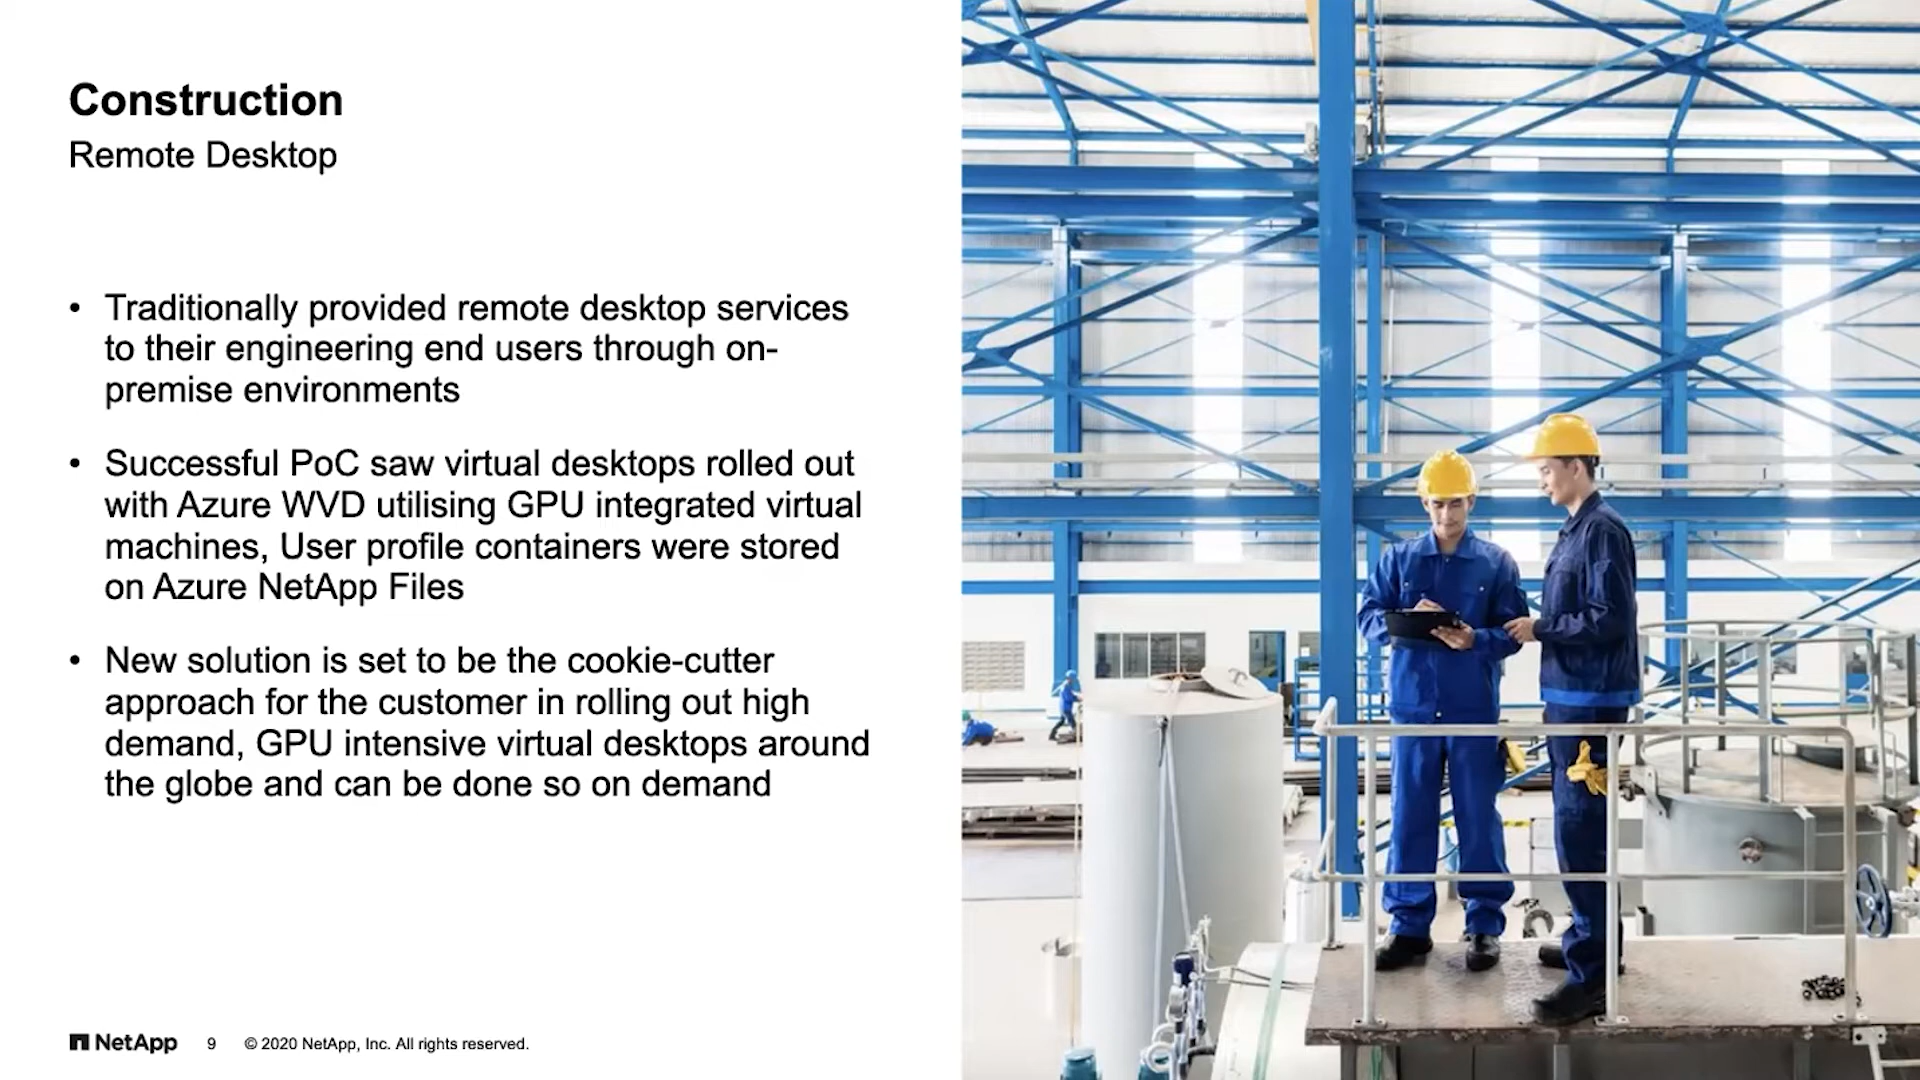 Construction
Remote Desktop
• Traditionally provided remote desktop services
to their engineering end users through on-
premise environments
• Successful PoC saw virtual desktops rolled out
with Azure WVD utilising GPU integrated virtual
machines, User profile containers were stored
on Azure NetApp Files
• New solution is set to be the cookie-cutter
approach for the customer in rolling out high
demand, GPU intensive virtual desktops around
the globe and can be done so on demand
NetApp 9 © 2020 NetApp, Inc. All rights reserved.